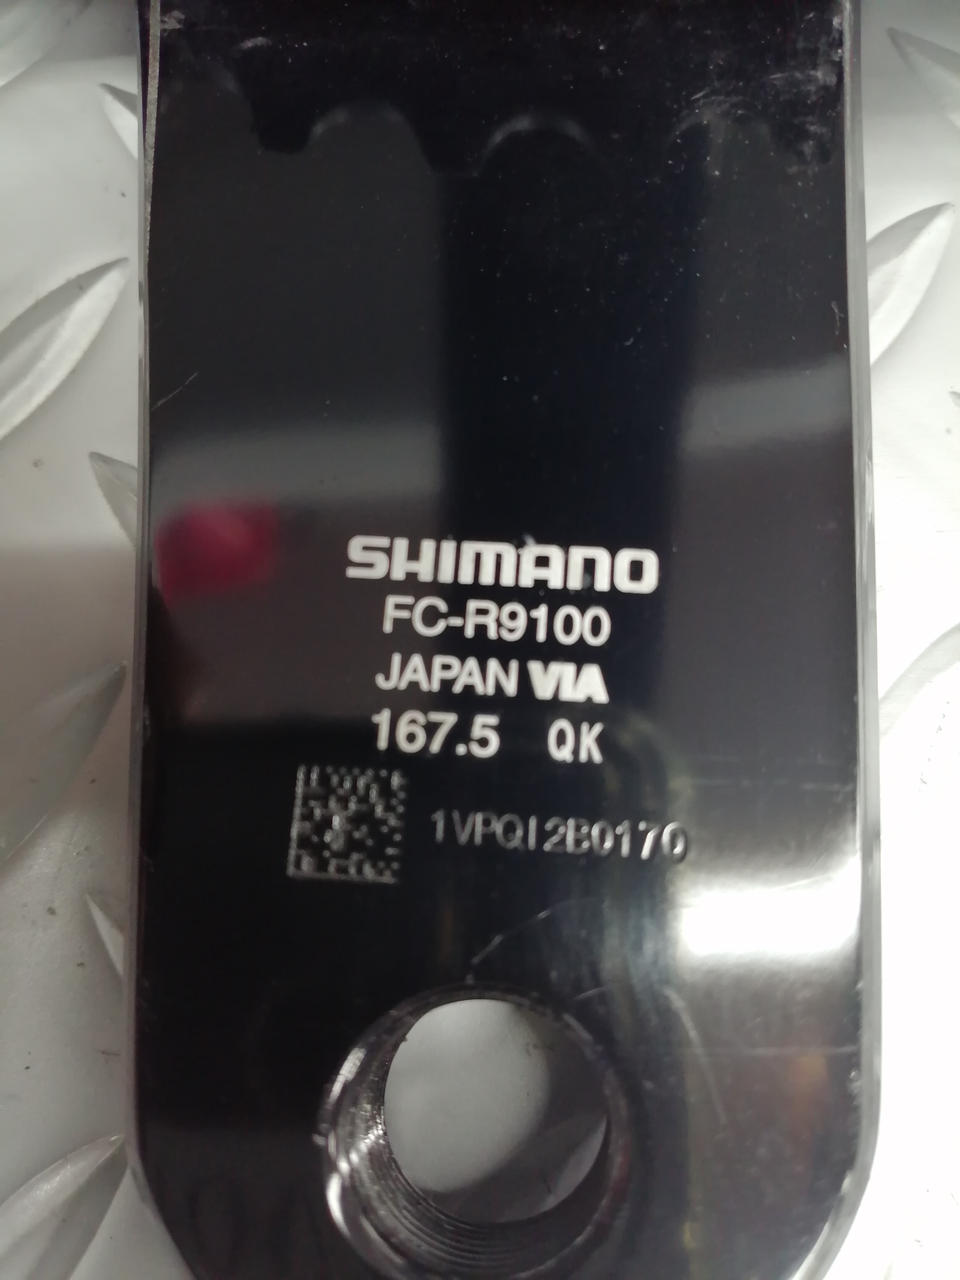 SHIMANO
FC-R9100
JAPAN VIA
167.5 QK
1VPQI2B0170